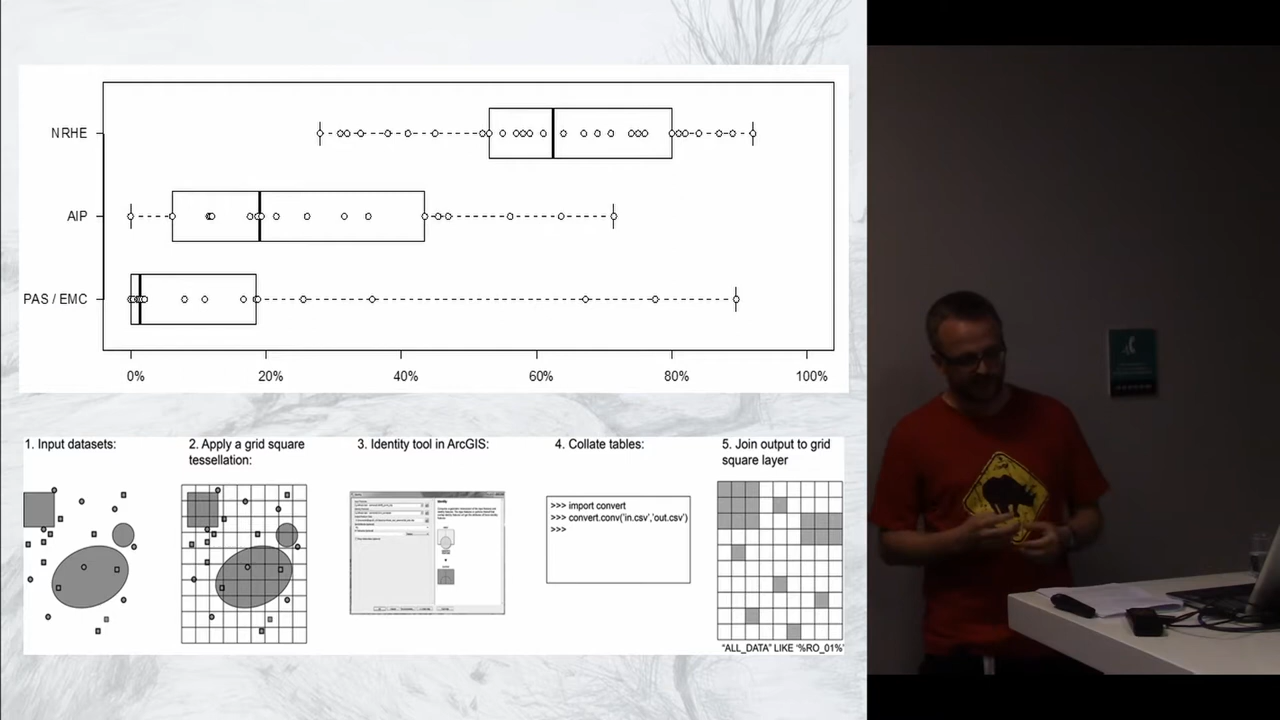 NRHE
AIP
PAS / EMC
0% 20% 40% 60% 80% 100%
1. Input datasets:
2. Apply a grid square
tessellation:
3. Identity tool in ArcGIS:
4. Collate tables:
>>> import convert
>>> convert.conv('in.csv','out.csv')
>>>
5. Join output to grid
square layer
"ALL_DATA" LIKE '%RO_01%'